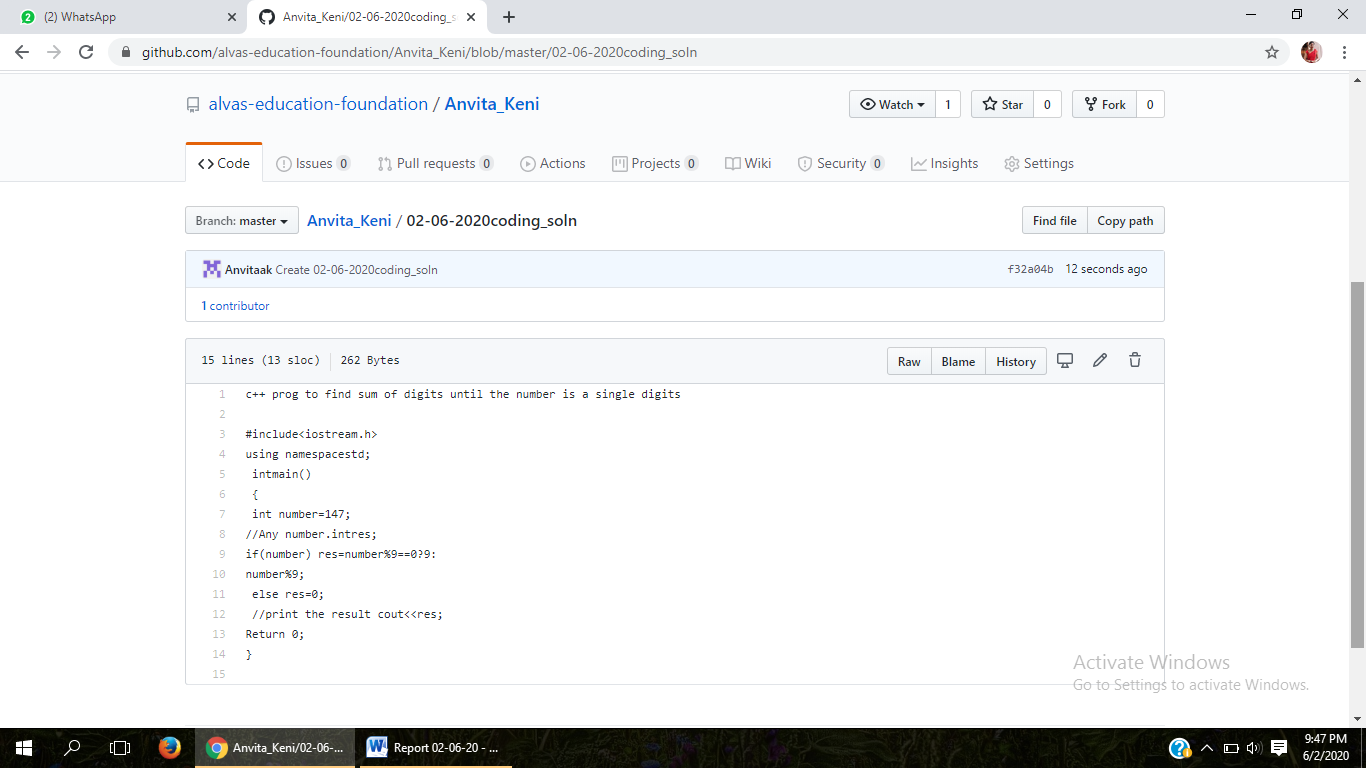 (2) WhatsApp
Anvita_Keni/02-06-2020coding_s
github.com/alvas-education-foundation/Anvita_Keni/blob/master/02-06-2020coding_soln
alvas-education-foundation / Anvita_Keni
Watch 1 Star 0 Fork 0
Code Issues 0 Pull requests 0 Actions Projects 0 Wiki Security 0 Insights Settings
Branch: master Anvita_Keni / 02-06-2020coding_soln Find file Copy path
Anvitaak Create 02-06-2020coding_soln f32a04b 12 seconds ago
1 contributor
15 lines (13 sloc) 262 Bytes Raw Blame History
1 c++ prog to find sum of digits until the number is a single digits
2
3 #include<iostream.h>
4 using namespacestd;
5 intmain()
6 {
7 int number=147;
8 //Any number.intres;
9 if(number) res=number%9==0?9:
10 number%9;
11 else res=0;
12 //print the result cout<<res;
13 Return 0;
14 }
15
Activate Windows
Go to Settings to activate Windows.
Anvita_Keni/02-06-... Report 02-06-20 - ...
9:47 PM
6/2/2020